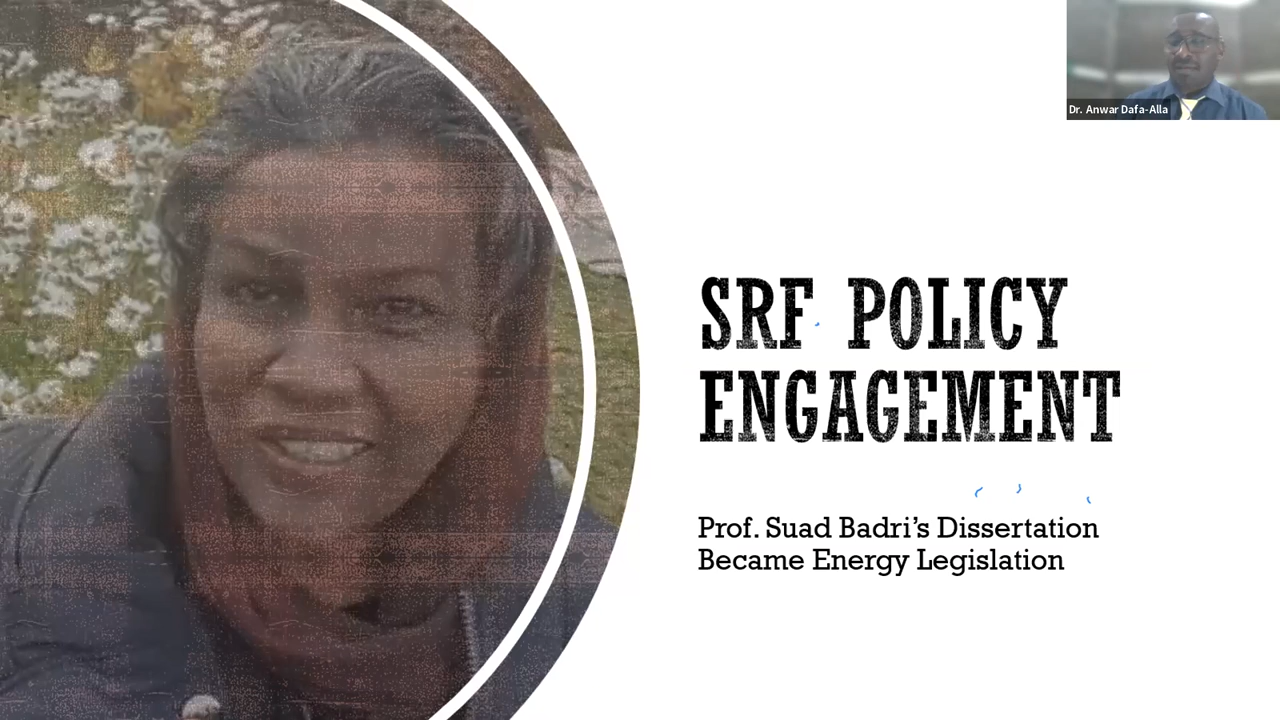 Dr. Anwar Dafa-Alla
SRF POLICY
ENGAGEMENT
Prof. Suad Badri’s Dissertation
Became Energy Legislation